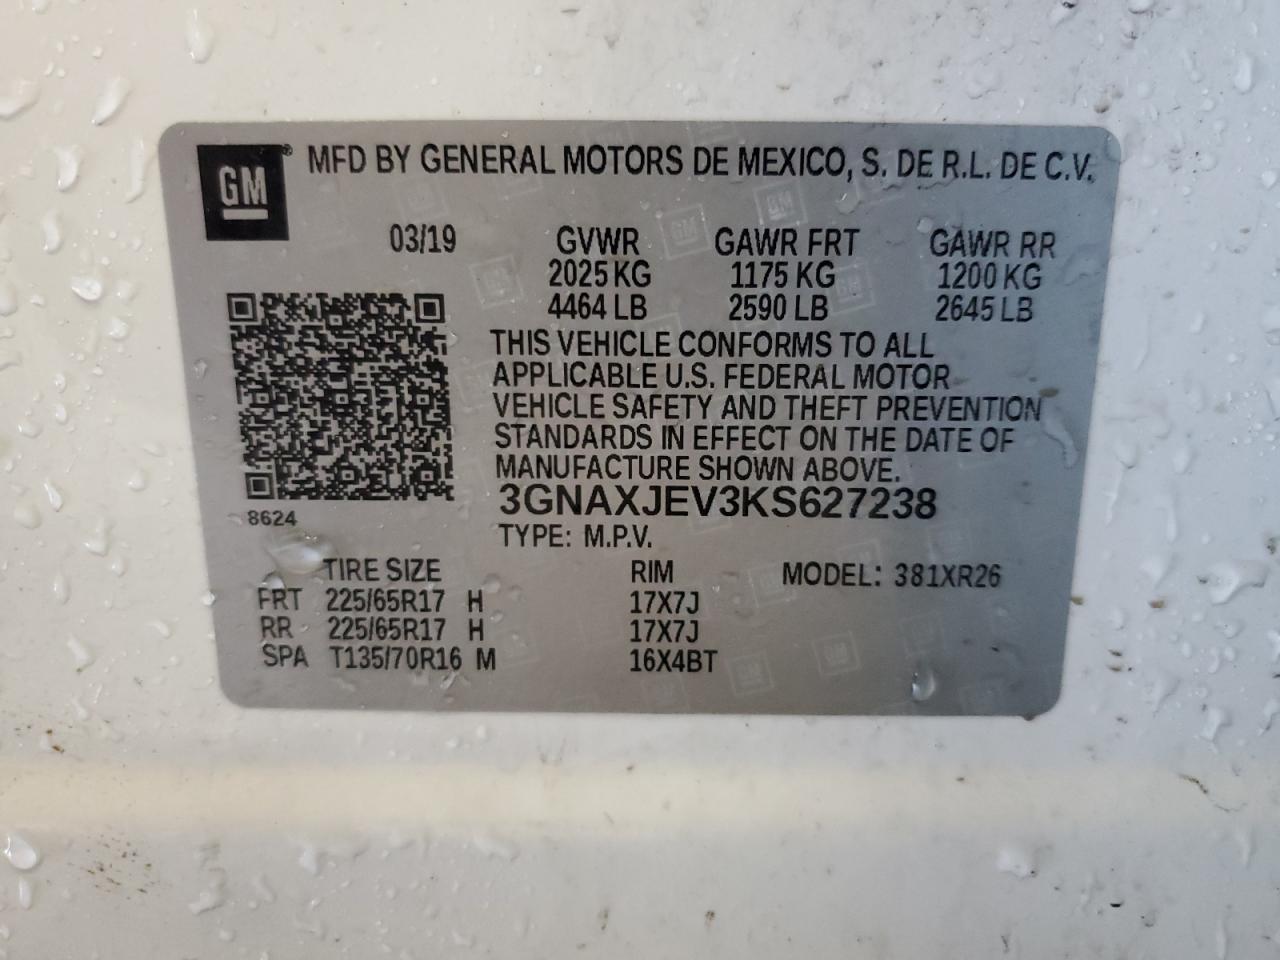 GM® MFD BY GENERAL MOTORS DE MEXICO, S. DE R.L. DE C.V.
03/19 GVWR GAWR FRT GAWR RR
2025 KG 1175 KG 1200 KG
4464 LB 2590 LB 2645 LB
THIS VEHICLE CONFORMS TO ALL
APPLICABLE U.S. FEDERAL MOTOR
VEHICLE SAFETY AND THEFT PREVENTION
STANDARDS IN EFFECT ON THE DATE OF
MANUFACTURE SHOWN ABOVE.
3GNAXJEV3KS627238
8624
TYPE: M.P.V.
TIRE SIZE RIM MODEL: 381XR26
FRT 225/65R17 H 17X7J
RR 225/65R17 H 17X7J
SPA T135/70R16 M 16X4BT